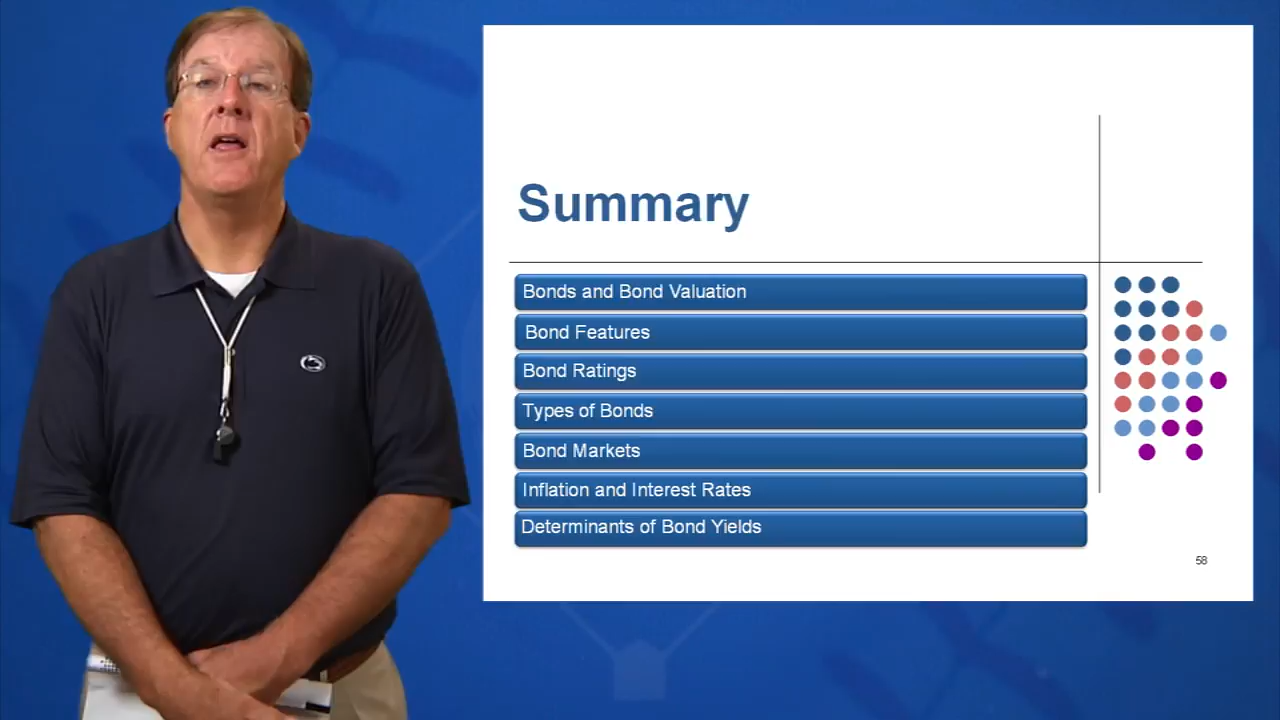 Summary
Bonds and Bond Valuation
Bond Features
Bond Ratings
Types of Bonds
Bond Markets
Inflation and Interest Rates
Determinants of Bond Yields
58